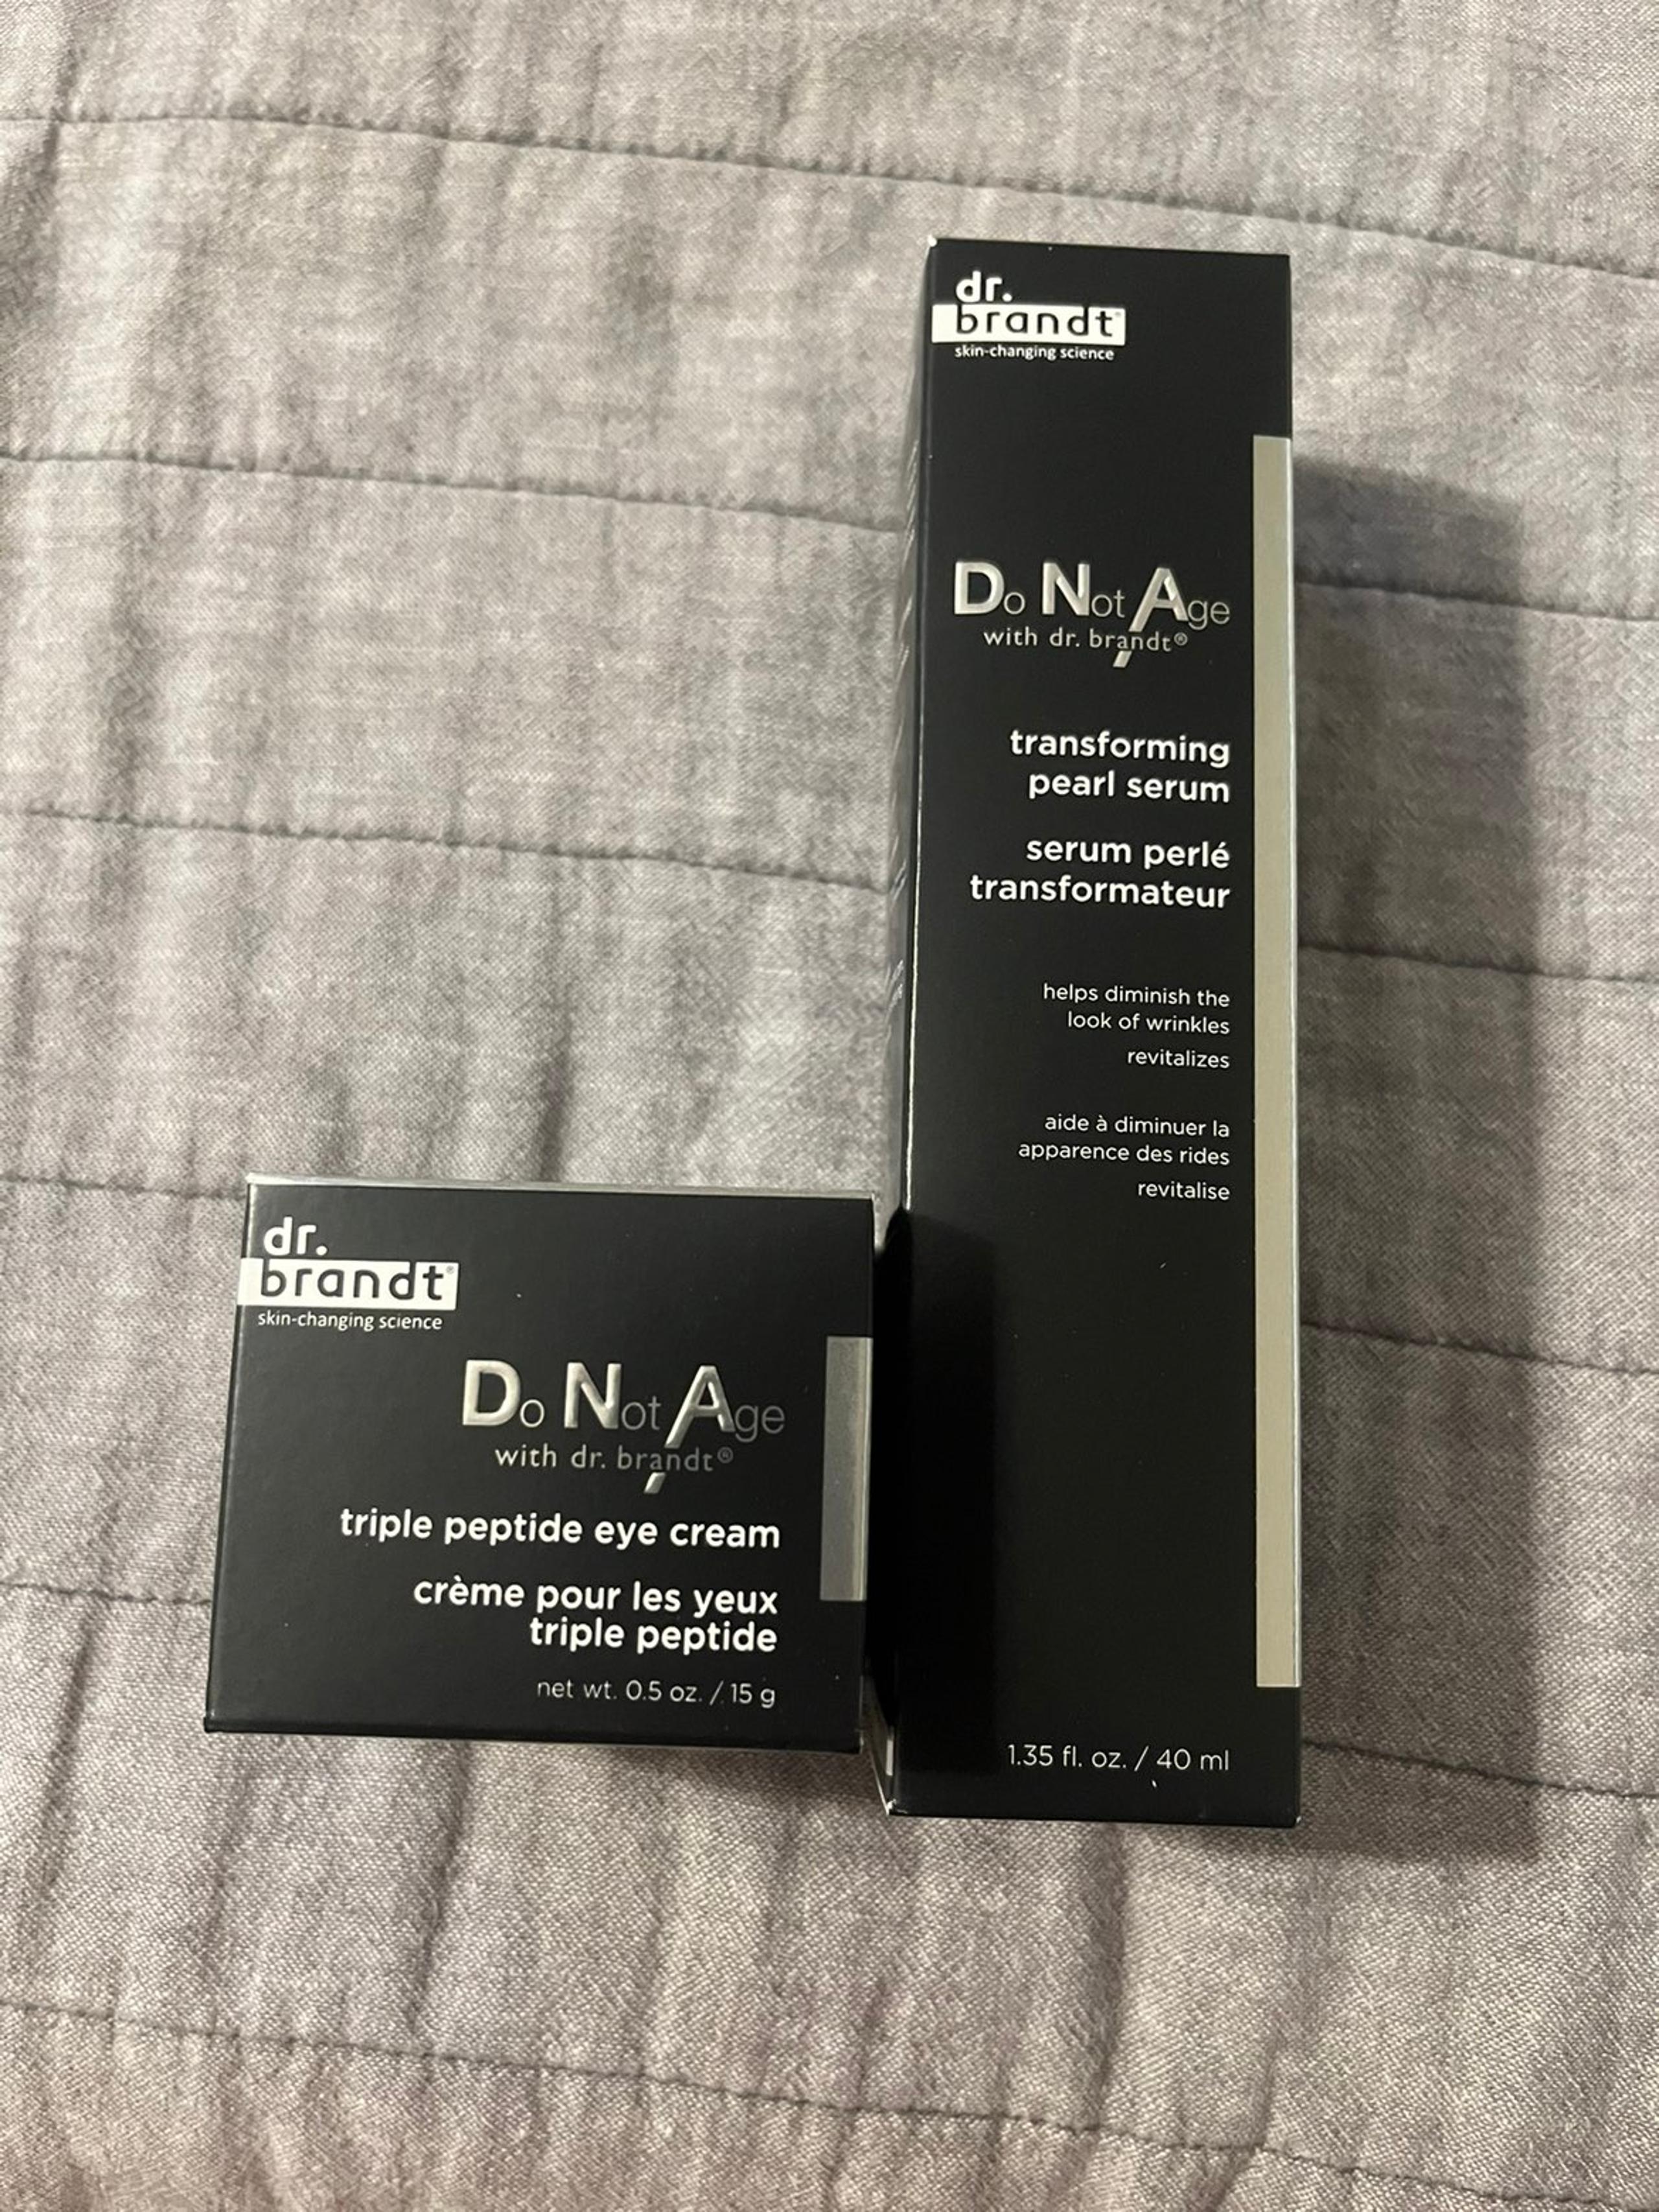 dr.
brandt
skin-changing science
Do Not Age
with dr. brandt®
transforming
pearl serum
serum perlé
transformateur
helps diminish the
look of wrinkles
revitalizes
aide à diminuer la
apparence des rides
revitalise
1.35 fl. oz. / 40 ml
dr.
brandt®
skin-changing science
Do Not Age
with dr. brandt®
triple peptide eye cream
crème pour les yeux
triple peptide
net wt. 0.5 oz. / 15 g